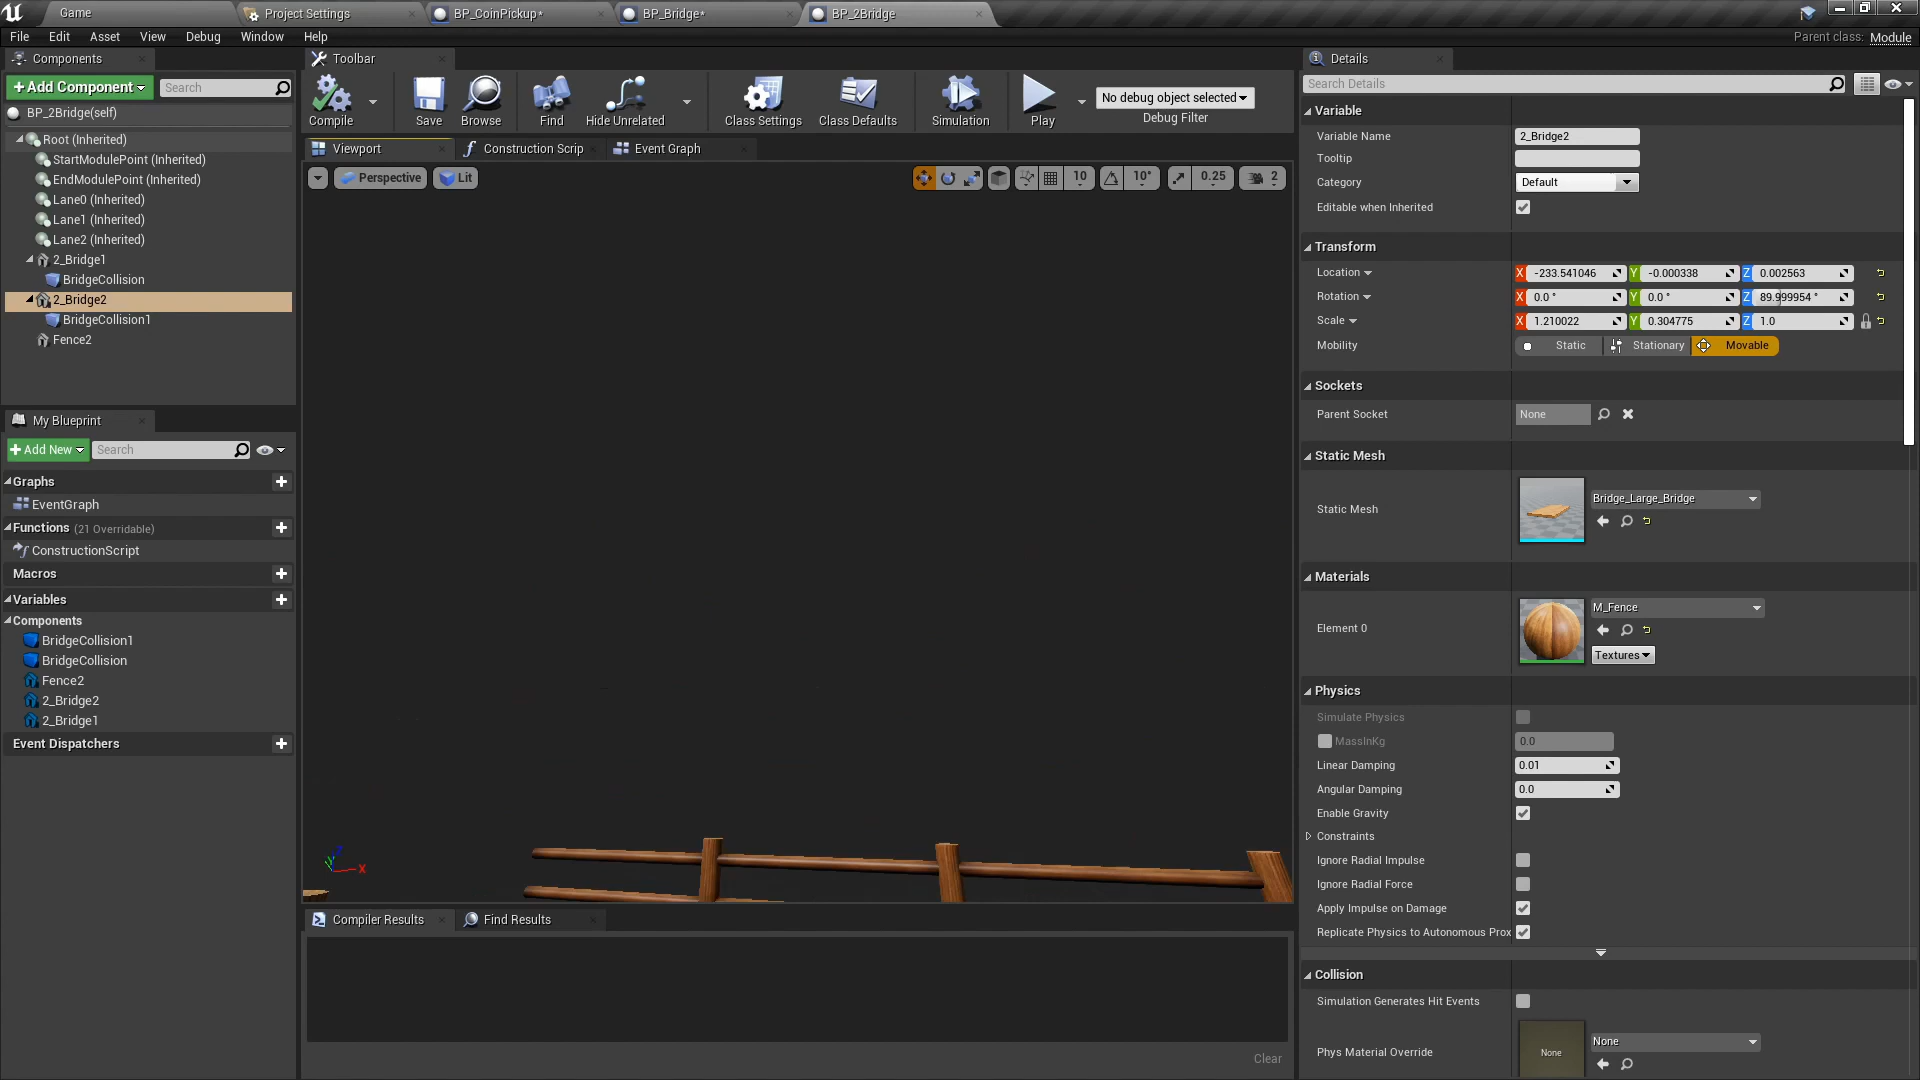 Game
Project Settings
BP_CoinPickup*
BP_Bridge*
BP_2Bridge
File Edit Asset View Debug Window Help
Parent class: Module
Components
+Add Component
Search
BP_2Bridge(self)
Root (Inherited)
StartModulePoint (Inherited)
EndModulePoint (Inherited)
Lane0 (Inherited)
Lane1 (Inherited)
Lane2 (Inherited)
2_Bridge1
BridgeCollision
2_Bridge2
BridgeCollision1
Fence2
My Blueprint
+Add New
Search
Graphs
EventGraph
Functions (21 Overridable)
ConstructionScript
Macros
Variables
Components
BridgeCollision1
BridgeCollision
Fence2
2_Bridge2
2_Bridge1
Event Dispatchers
Toolbar
Compile
Save
Browse
Find
Hide Unrelated
Class Settings
Class Defaults
Simulation
Play
No debug object selected
Debug Filter
Viewport
Construction Scrip
Event Graph
Perspective
Lit
10
10°
0.25
2
Z
X
Compiler Results
Find Results
Clear
Details
Search Details
Variable
Variable Name 2_Bridge2
Tooltip
Category Default
Editable when Inherited
Transform
Location X -233.541046 Y -0.000338 Z 0.002563
Rotation X 0.0 ° Y 0.0 ° Z 89.999954 °
Scale X 1.210022 Y 0.304775 Z 1.0
Mobility Static Stationary Movable
Sockets
Parent Socket None
Static Mesh
Static Mesh Bridge_Large_Bridge
Materials
Element 0 M_Fence
Textures
Physics
Simulate Physics
MassInKg 0.0
Linear Damping 0.01
Angular Damping 0.0
Enable Gravity
Constraints
Ignore Radial Impulse
Ignore Radial Force
Apply Impulse on Damage
Replicate Physics to Autonomous Prox
Collision
Simulation Generates Hit Events
Phys Material Override None None